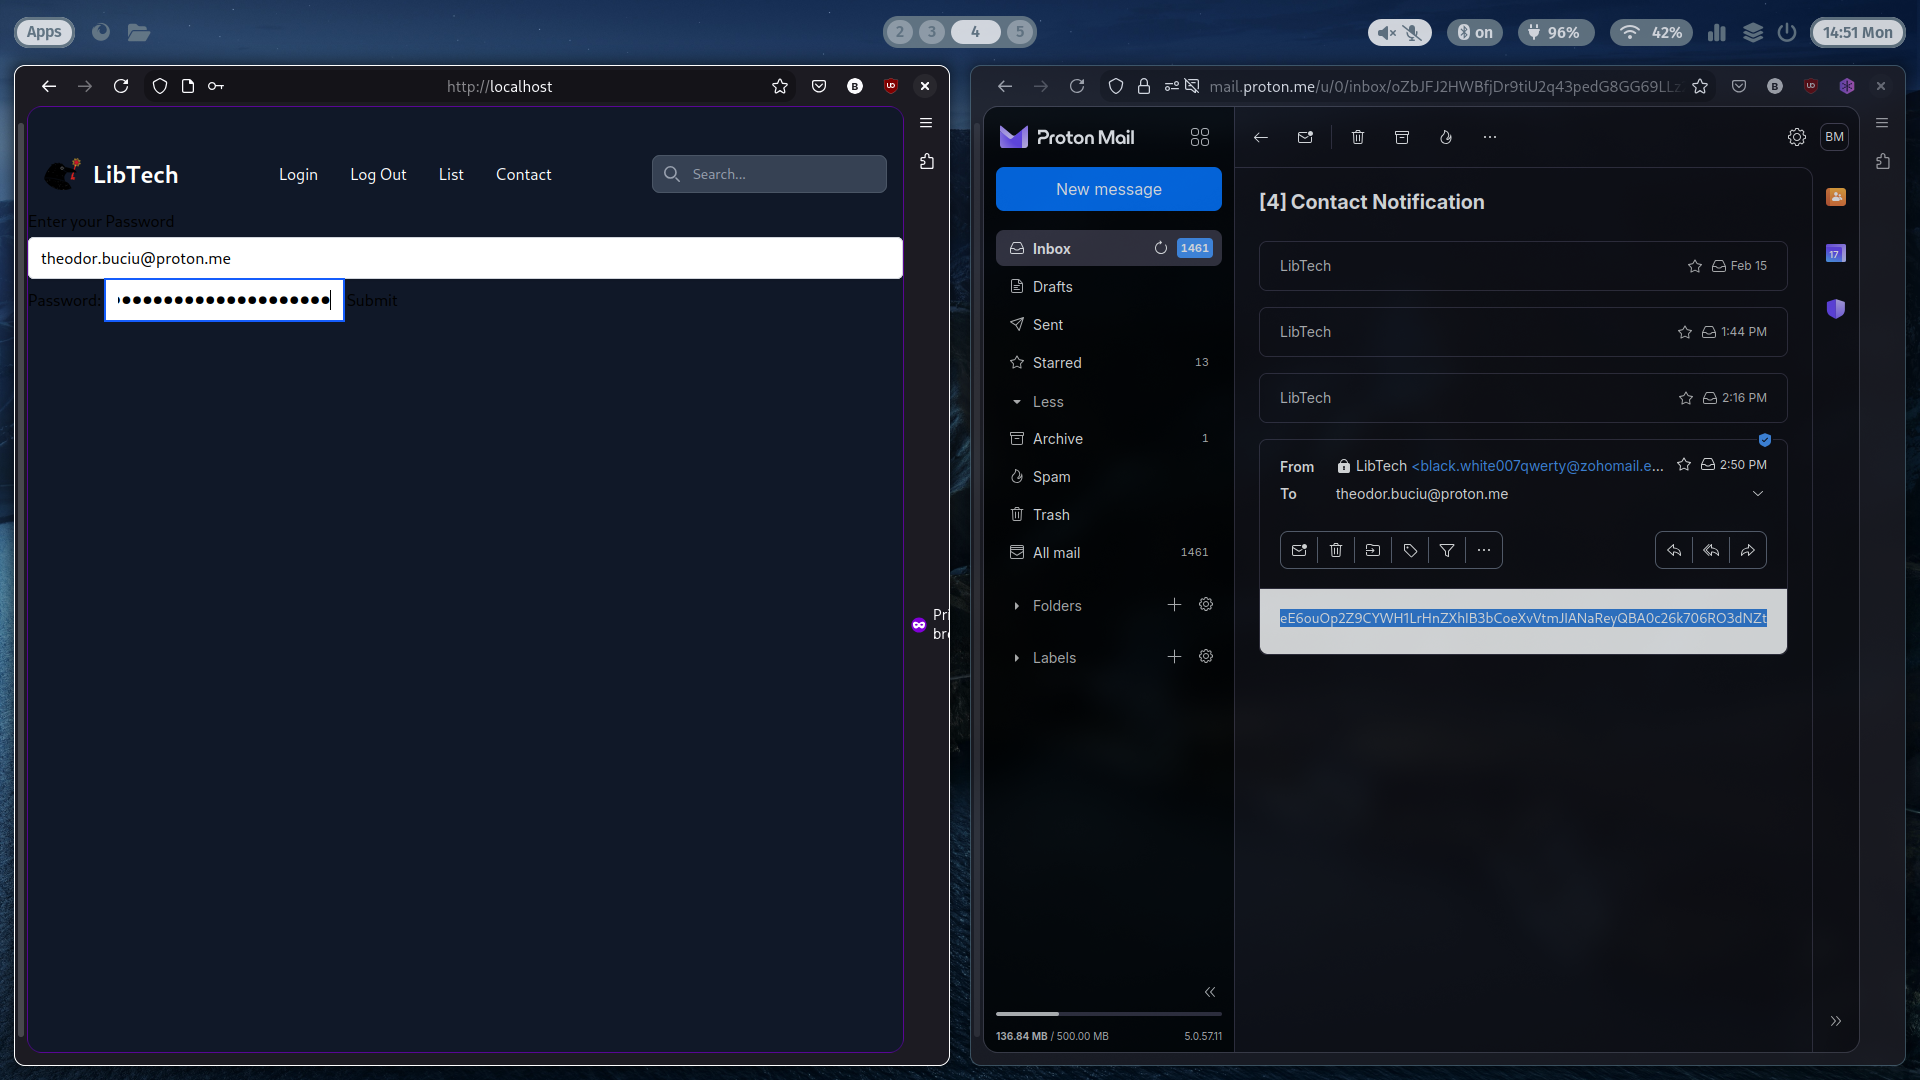 Apps
2 3 4 5
on
96%
42%
14:51 Mon
http://localhost
LibTech
Login
Log Out
List
Contact
Search...
Enter your Password
theodor.buciu@proton.me
Password:
Submit
Pri
bro
mail.proton.me/u/0/inbox/oZbJFJ2HWBfjDr9tiU2q43pedG8GG69LLz
Proton Mail
New message
Inbox 1461
Drafts
Sent
Starred 13
Less
Archive 1
Spam
Trash
All mail 1461
Folders
Labels
136.84 MB / 500.00 MB
5.0.57.11
BM
[4] Contact Notification
LibTech Feb 15
LibTech 1:44 PM
LibTech 2:16 PM
From LibTech <black.white007qwerty@zohomail.e... 2:50 PM
To theodor.buciu@proton.me
eE6ouOp2Z9CYWH1LrHnZXhIB3bCoeXvVtmJIANaReyQBA0c26k706RO3dNZt
17